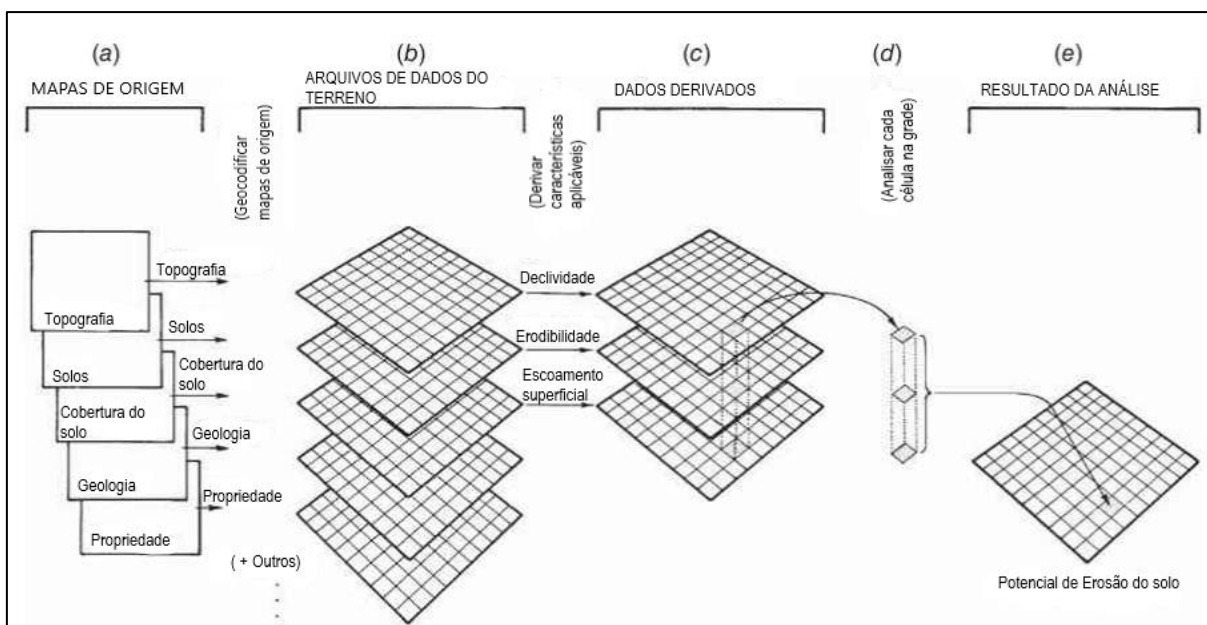 (a)
(b)
(c)
(d)
(e)
MAPAS DE ORIGEM
ARQUIVOS DE DADOS DO
TERRENO
DADOS DERIVADOS
RESULTADO DA ANÁLISE
(Geocodificar
mapas de origem)
(Derivar
características
aplicáveis)
(Analisar cada
célula na grade)
Topografia
Topografia
Solos
Solos
Cobertura do
solo
Cobertura do
solo
Geologia
Geologia
Propriedade
Propriedade
( + Outros)
Declividade
Erodibilidade
Escoamento
superficial
Potencial de Erosão do solo